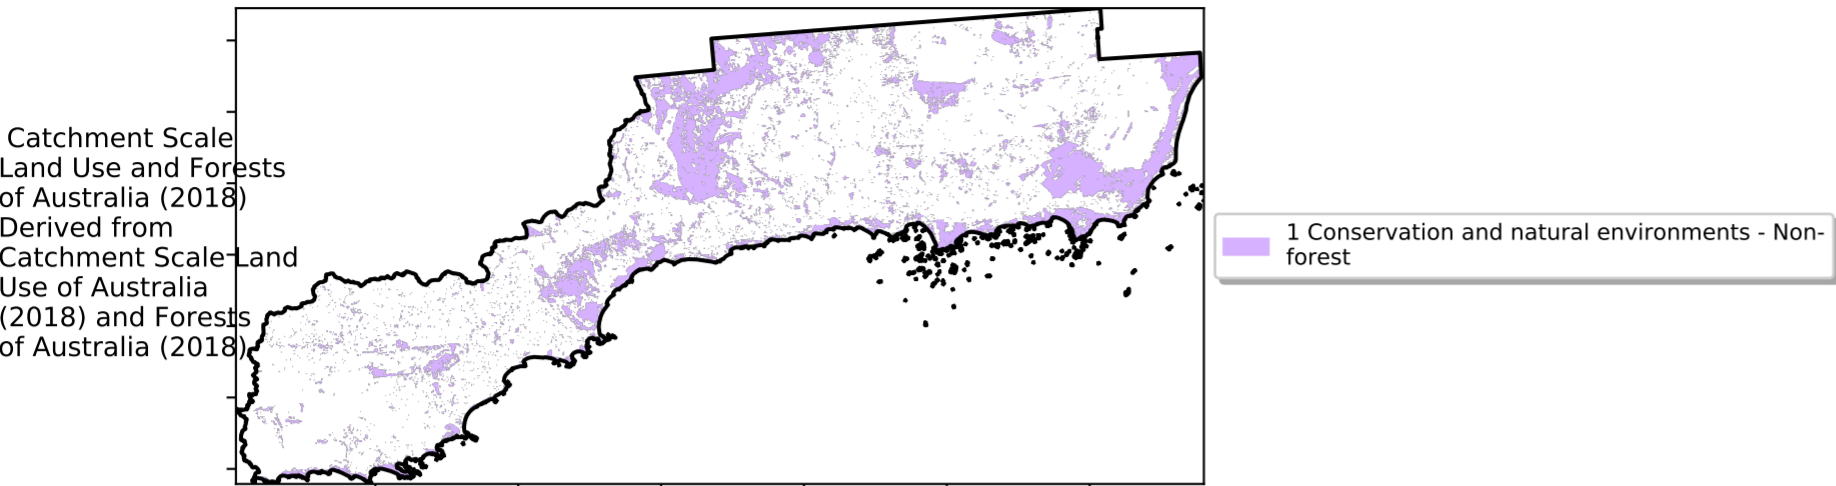 Catchment Scale
Land Use and Forests
of Australia (2018)
Derived from
Catchment Scale Land
Use of Australia
(2018) and Forests
of Australia (2018)
1 Conservation and natural environments - Non-
forest